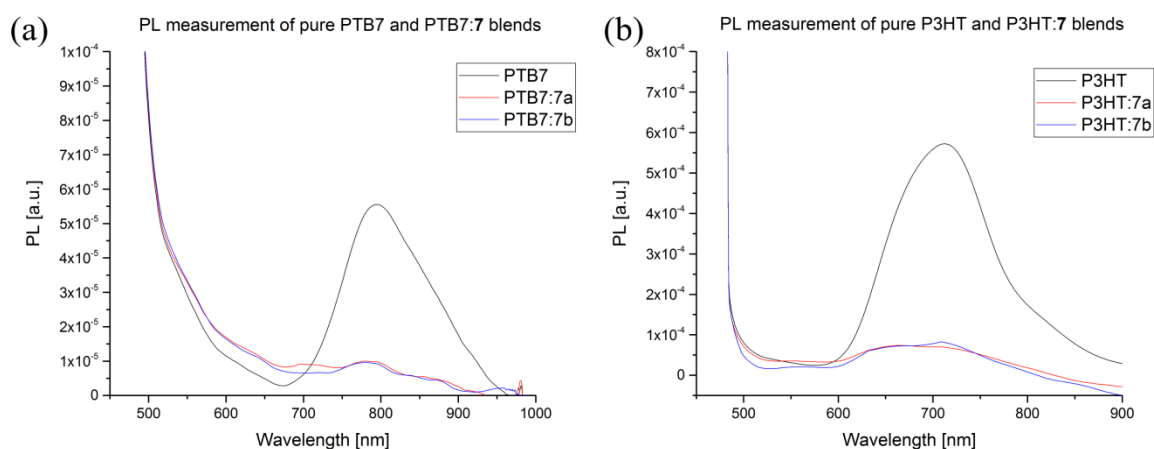 (a)
PL measurement of pure PTB7 and PTB7:7 blends
1x10-4
9x10-5
8x10-5
7x10-5
6x10-5
5x10-5
4x10-5
3x10-5
2x10-5
1x10-5
0
PL [a.u.]
PTB7
PTB7:7a
PTB7:7b
500 600 700 800 900 1000
Wavelength [nm]
(b)
PL measurement of pure P3HT and P3HT:7 blends
8x10-4
7x10-4
6x10-4
5x10-4
4x10-4
3x10-4
2x10-4
1x10-4
0
PL [a.u.]
P3HT
P3HT:7a
P3HT:7b
500 600 700 800 900
Wavelength [nm]